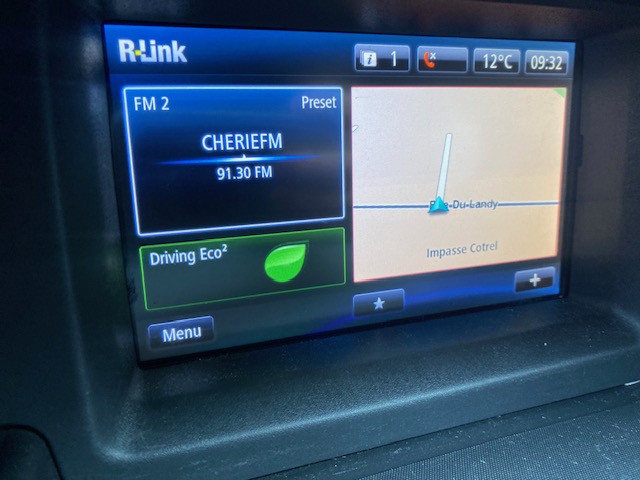 R-Link
i 1
12°C
09:32
FM 2
Preset
CHERIEFM
91.30 FM
Driving Eco²
Du-Landy
Impasse Cotrel
Menu